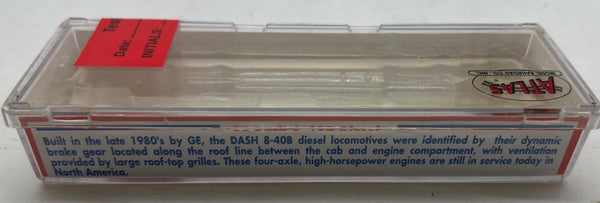 Tes
Date:
INITIALS:
ATLAS
MODEL RAILROAD CO., INC.
Built in the late 1980's by GE, the DASH 8-40B diesel locomotives were identified by their dynamic
brake gear located along the roof line between the cab and engine compartment, with ventilation
provided by large roof-top grilles. These four-axle, high-horsepower engines are still in service today in
North America.